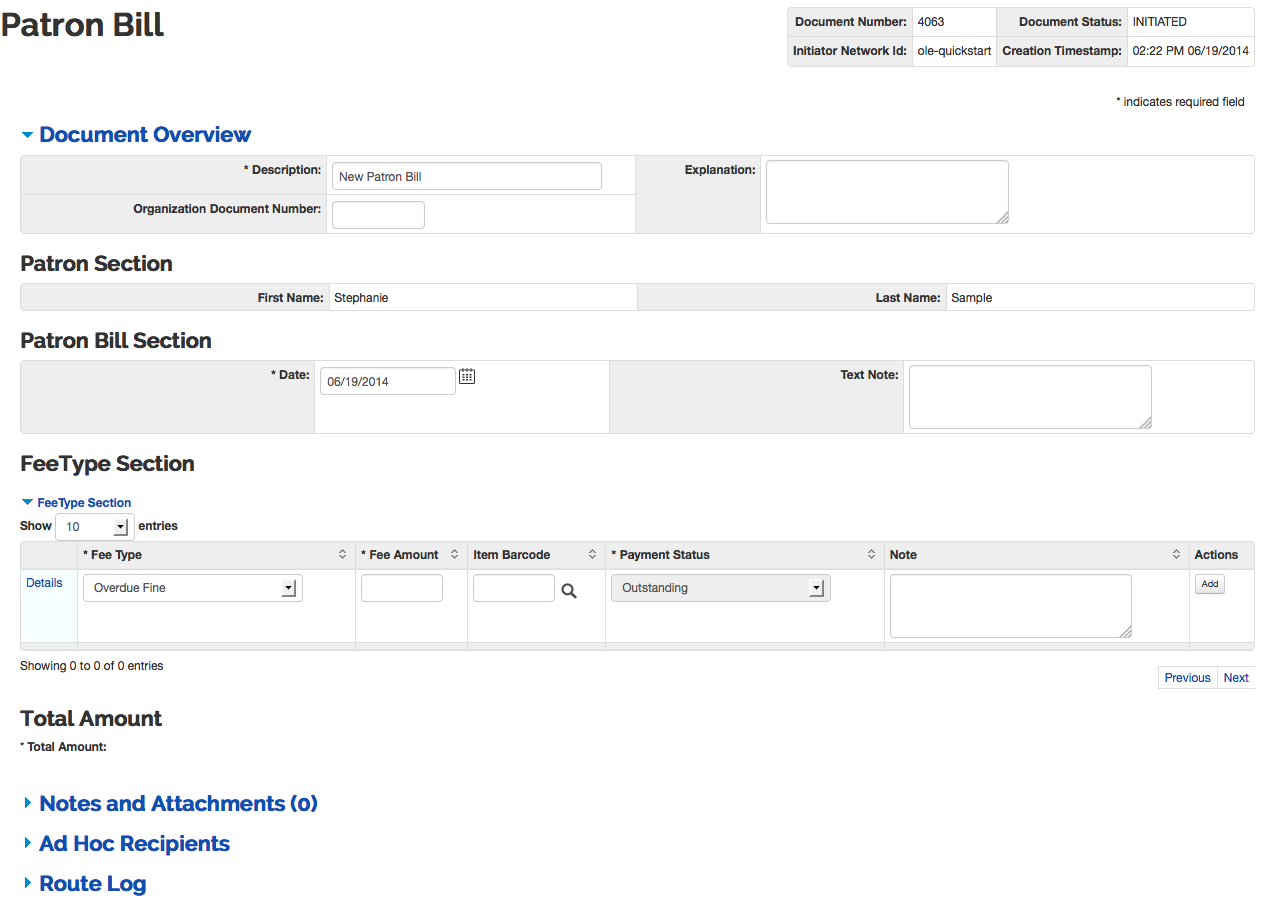 Patron Bill
Document Number: 4063 Document Status: INITIATED
Initiator Network Id: ole-quickstart Creation Timestamp: 02:22 PM 06/19/2014
* indicates required field
Document Overview
* Description: New Patron Bill Explanation:
Organization Document Number:
Patron Section
First Name: Stephanie Last Name: Sample
Patron Bill Section
* Date: 06/19/2014 Text Note:
FeeType Section
FeeType Section
Show 10 entries
* Fee Type * Fee Amount Item Barcode * Payment Status Note Actions
Details Overdue Fine Outstanding Add
Showing 0 to 0 of 0 entries
Previous Next
Total Amount
* Total Amount:
Notes and Attachments (0)
Ad Hoc Recipients
Route Log